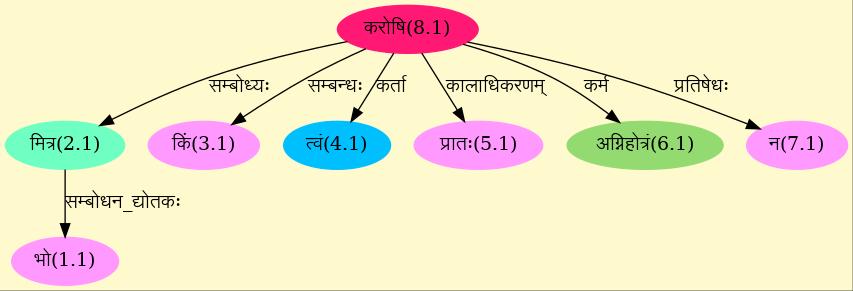 करोषि(8.1)
सम्बोध्यः सम्बन्धः कर्ता कालाधिकरणम् कर्म प्रतिषेधः
मित्र(2.1) किं(3.1) त्वं(4.1) प्रातः(5.1) अग्निहोत्रं(6.1) न(7.1)
सम्बोधन_द्योतकः
भो(1.1)